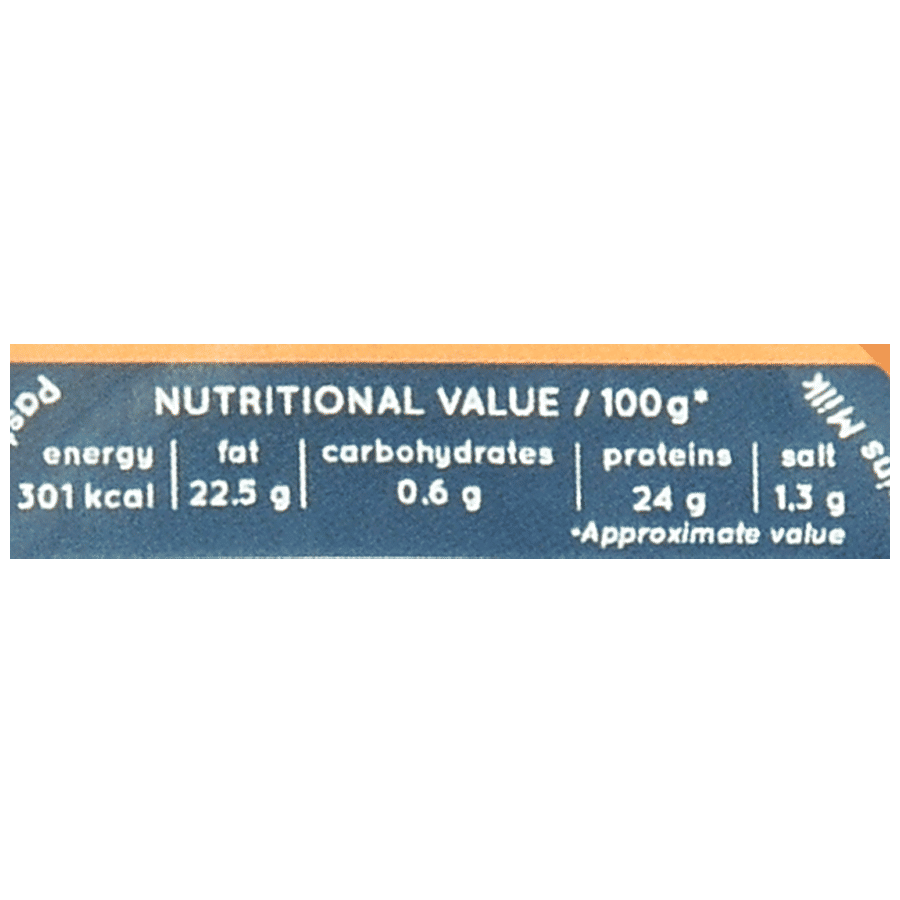 NUTRITIONAL VALUE / 100g*
energy fat carbohydrates proteins salt
301 kcal 22.5 g 0.6 g 24 g 1.3 g
*Approximate value
Milk